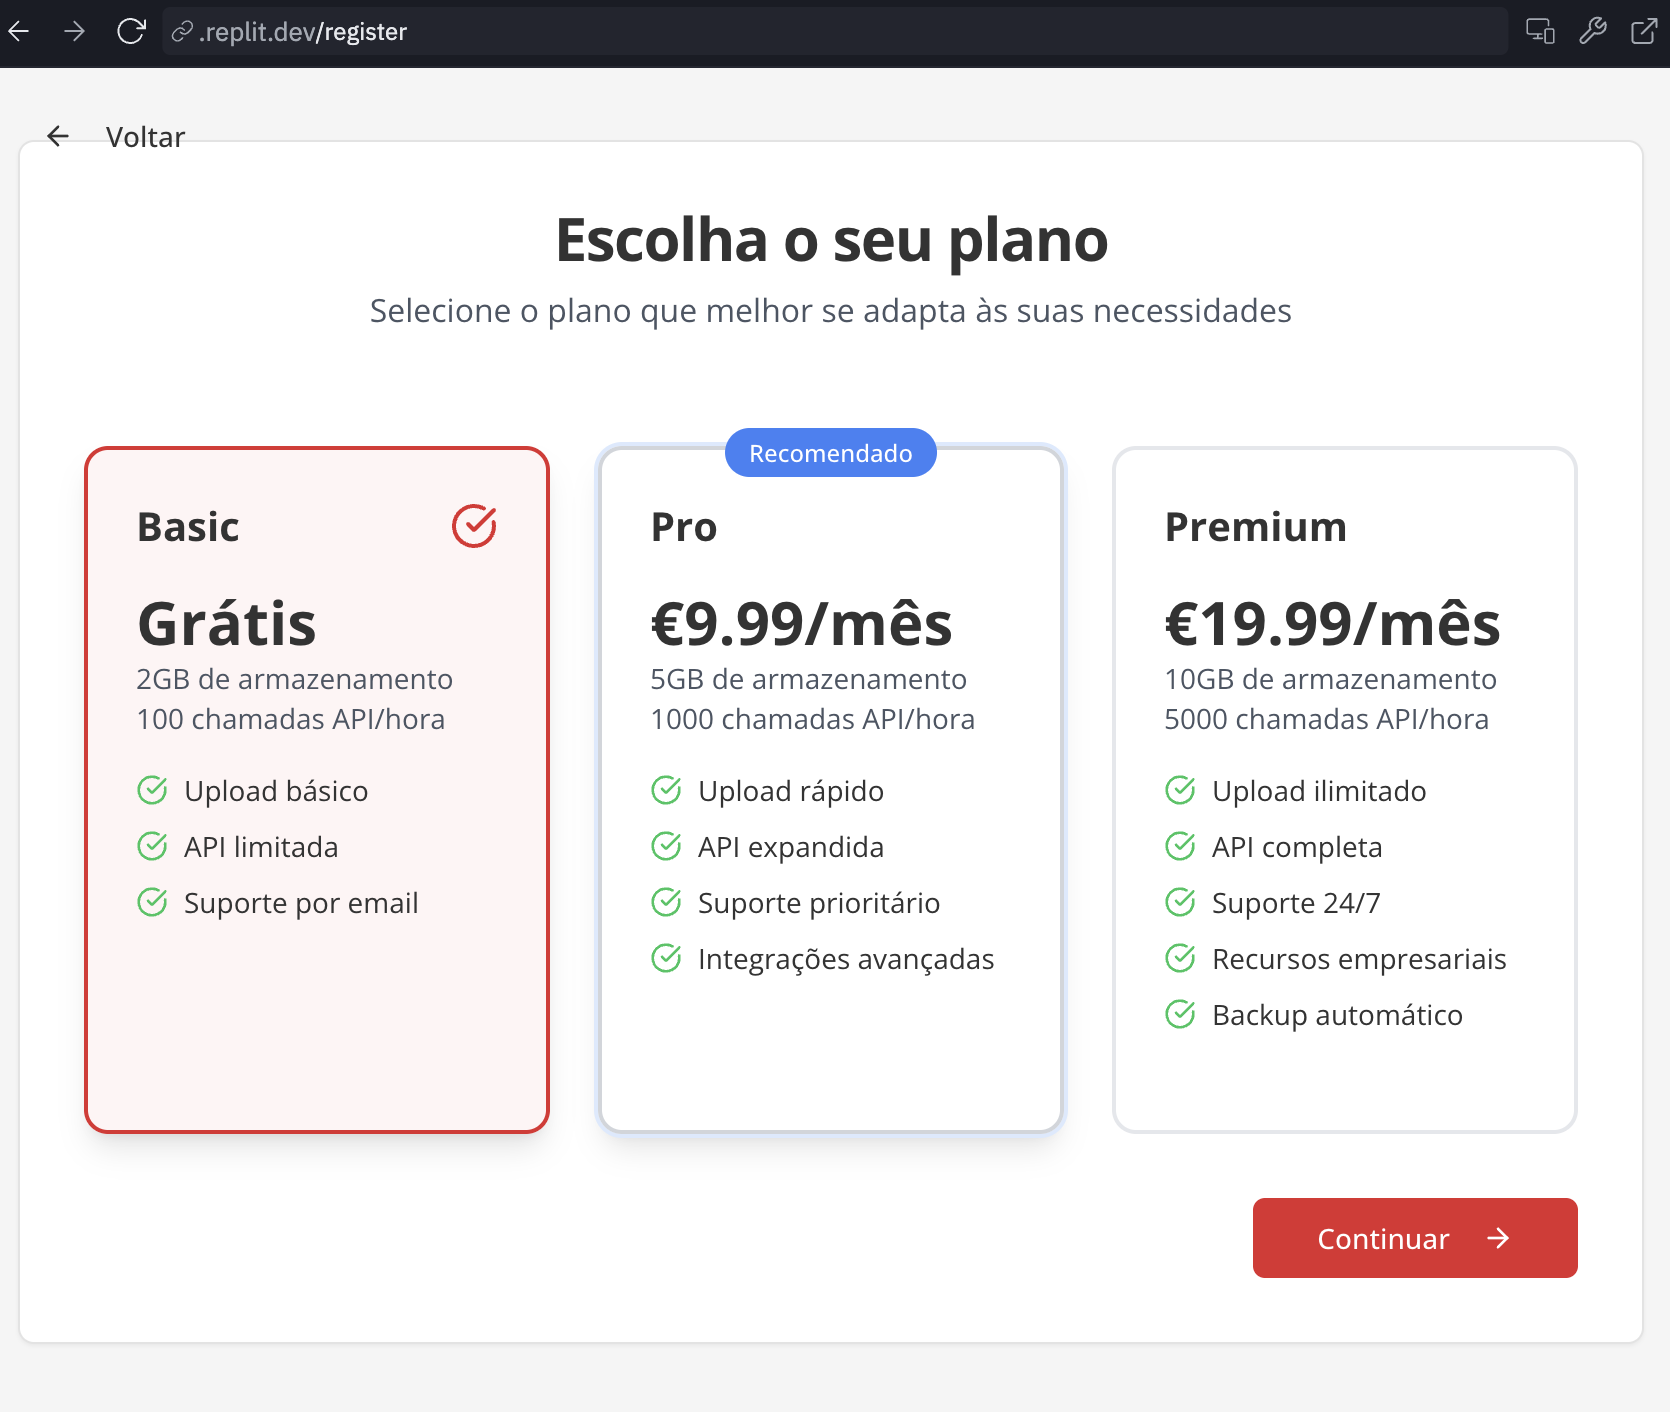 .replit.dev/register
Voltar
Escolha o seu plano
Selecione o plano que melhor se adapta às suas necessidades
Basic
Grátis
2GB de armazenamento
100 chamadas API/hora
Upload básico
API limitada
Suporte por email
Recomendado
Pro
€9.99/mês
5GB de armazenamento
1000 chamadas API/hora
Upload rápido
API expandida
Suporte prioritário
Integrações avançadas
Premium
€19.99/mês
10GB de armazenamento
5000 chamadas API/hora
Upload ilimitado
API completa
Suporte 24/7
Recursos empresariais
Backup automático
Continuar